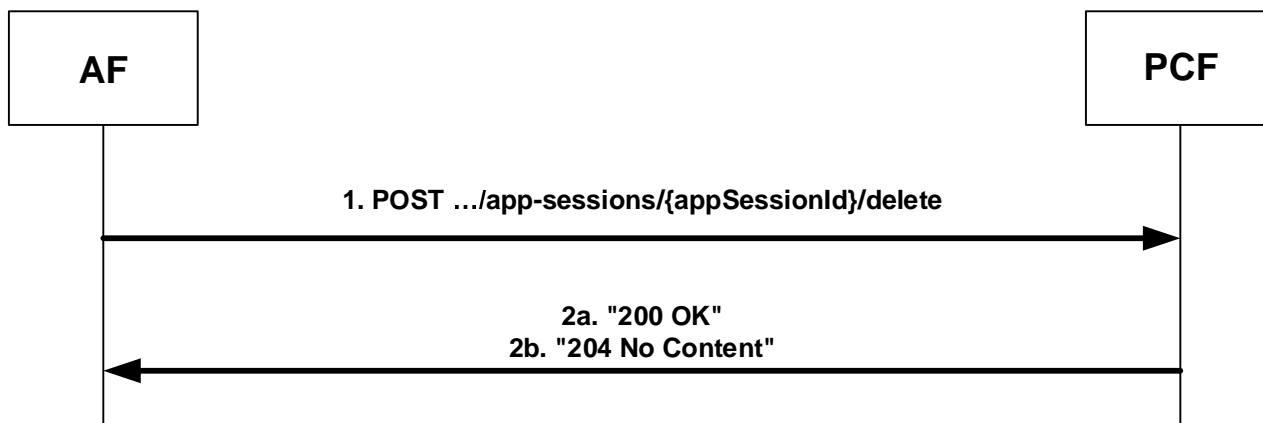 AF
PCF
1. POST …/app-sessions/{appSessionId}/delete
2a. "200 OK"
2b. "204 No Content"